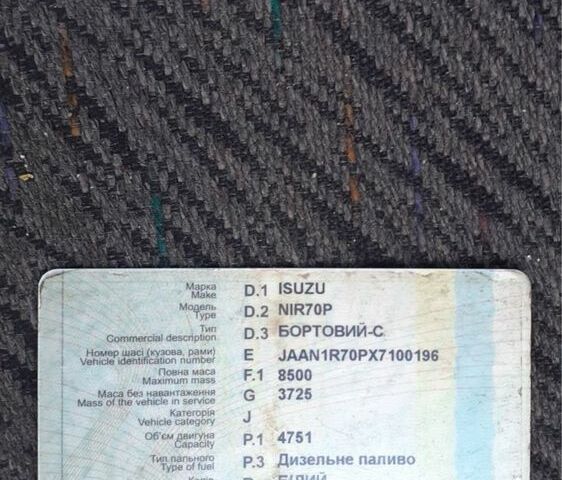 Марка D.1 ISUZU
Make
Модель D.2 NIR70P
Type
Тип D.3 БОРТОВИЙ-С
Commercial description
Номер шасі (кузова, рами) E JAAN1R70PX7100196
Vehicle identification number
Повна маса F.1 8500
Maximum mass
Маса без навантаження G 3725
Mass of the vehicle in service
Категорія J
Vehicle category
Об'єм двигуна P.1 4751
Capacity
Тип пального P.3 Дизельне паливо
Type of fuel